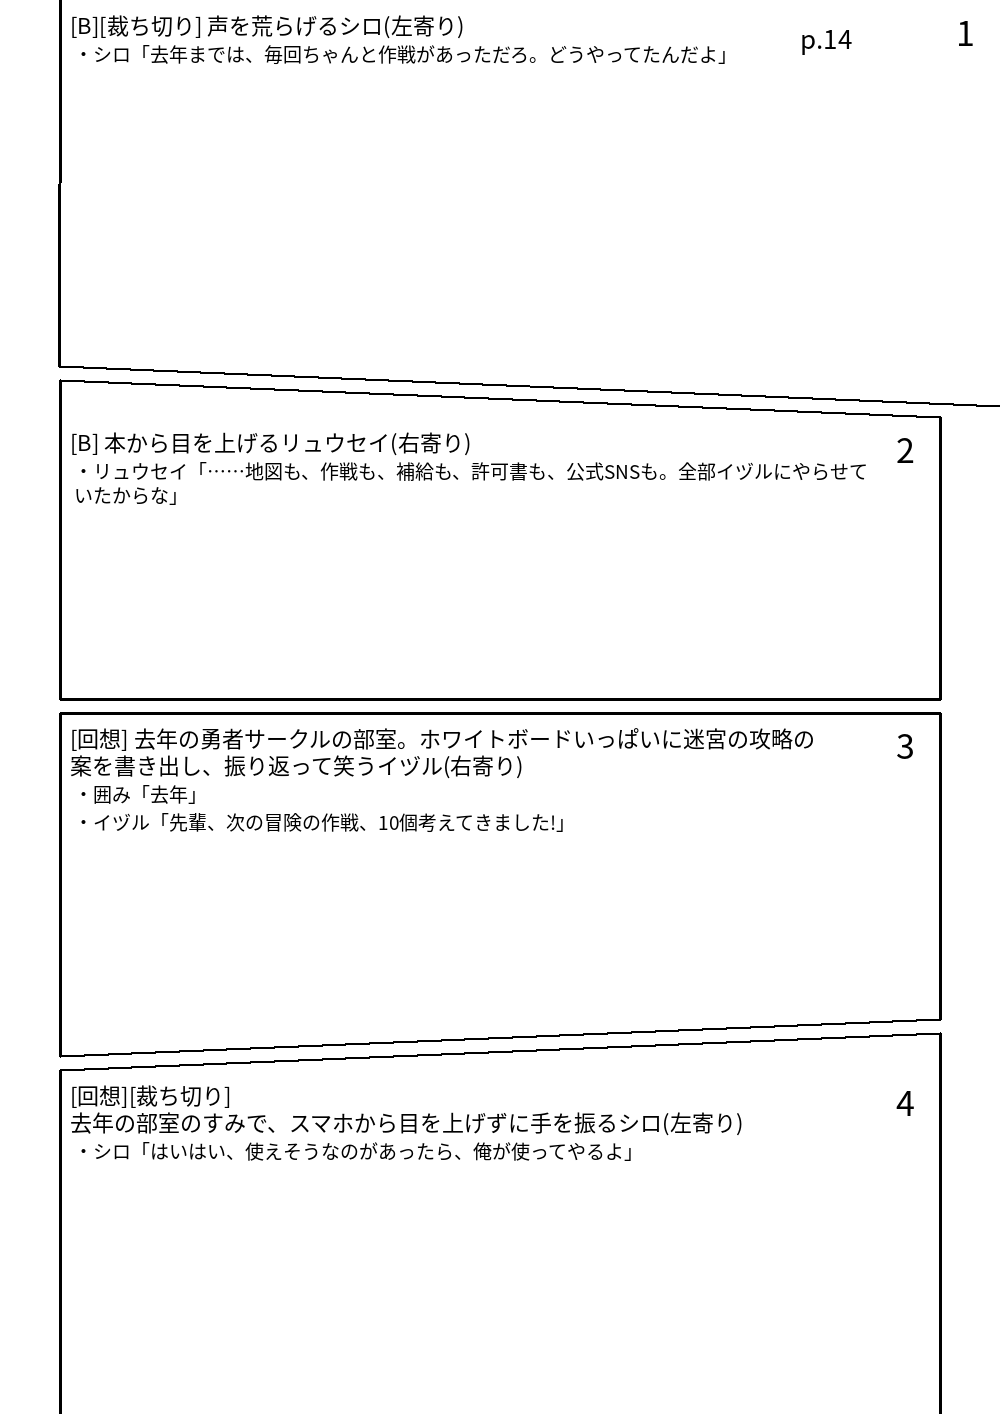 [B][裁ち切り] 声を荒らげるシロ(左寄り)
・シロ「去年までは、毎回ちゃんと作戦があっただろ。どうやってたんだよ」
p.14
1
[B] 本から目を上げるリュウセイ(右寄り)
2
・リュウセイ「……地図も、作戦も、補給も、許可書も、公式SNSも。全部イヅルにやらせて
いたからな」
[回想] 去年の勇者サークルの部室。ホワイトボードいっぱいに迷宮の攻略の
案を書き出し、振り返って笑うイヅル(右寄り)
3
・囲み「去年」
・イヅル「先輩、次の冒険の作戦、10個考えてきました!」
[回想][裁ち切り]
4
去年の部室のすみで、スマホから目を上げずに手を振るシロ(左寄り)
・シロ「はいはい、使えそうなのがあったら、俺が使ってやるよ」